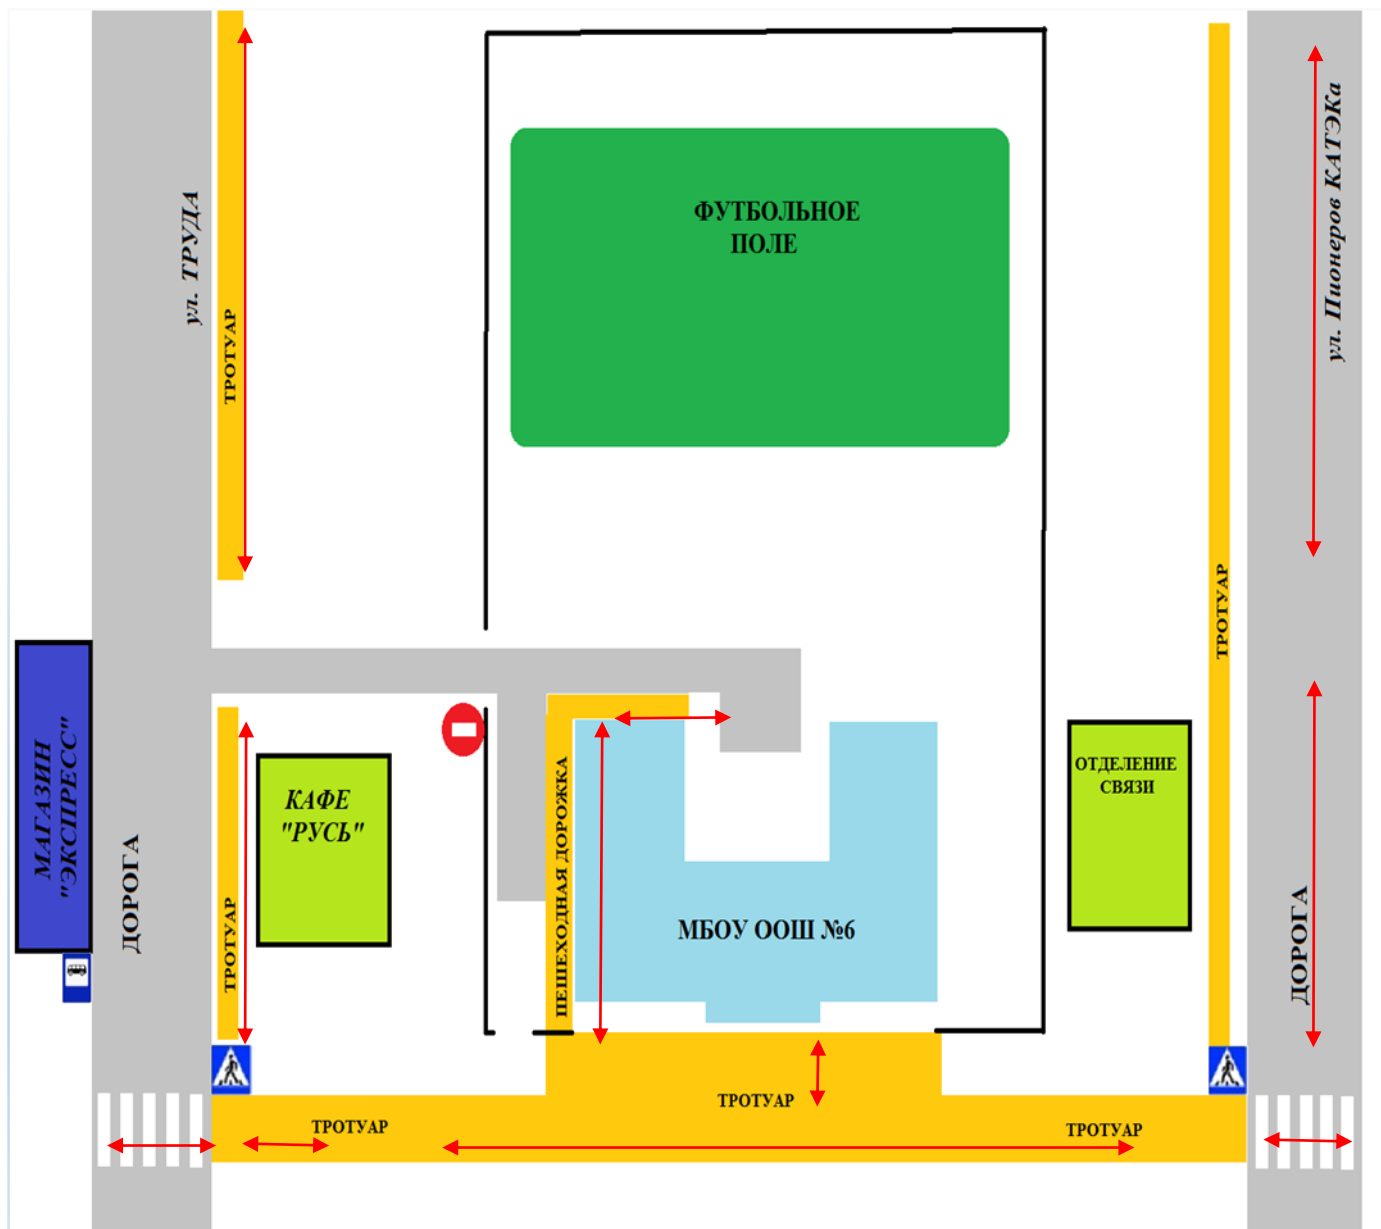 ул. Пионеров КАТЭКа
ул. ТРУДА
ФУТБОЛЬНОЕ
ПОЛЕ
ТРОТУАР
ТРОТУАР
МАГАЗИН
"ЭКСПРЕСС"
ДОРОГА
ТРОТУАР
КАФЕ
"РУСЬ"
ПЕШЕХОДНАЯ ДОРОЖКА
МБОУ ООШ №6
ОТДЕЛЕНИЕ
СВЯЗИ
ДОРОГА
ТРОТУАР
ТРОТУАР
ТРОТУАР